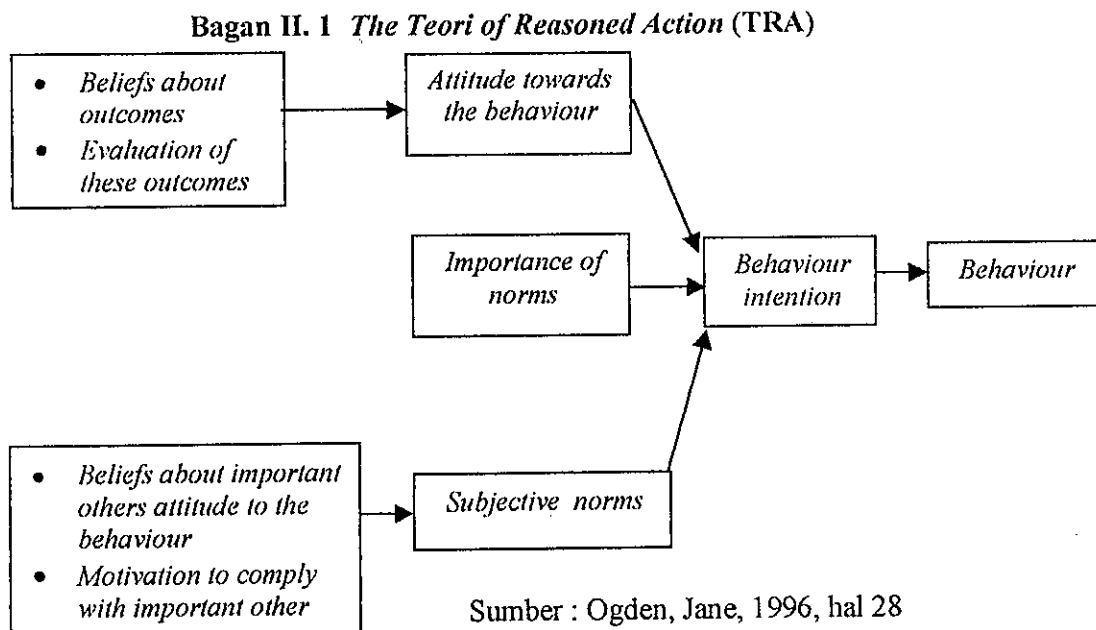 Bagan II. 1 The Teori of Reasoned Action (TRA)
• Beliefs about
outcomes
• Evaluation of
these outcomes
Attitude towards
the behaviour
Importance of
norms
Behaviour
intention
Behaviour
• Beliefs about important
others attitude to the
behaviour
• Motivation to comply
with important other
Subjective norms
Sumber : Ogden, Jane, 1996, hal 28